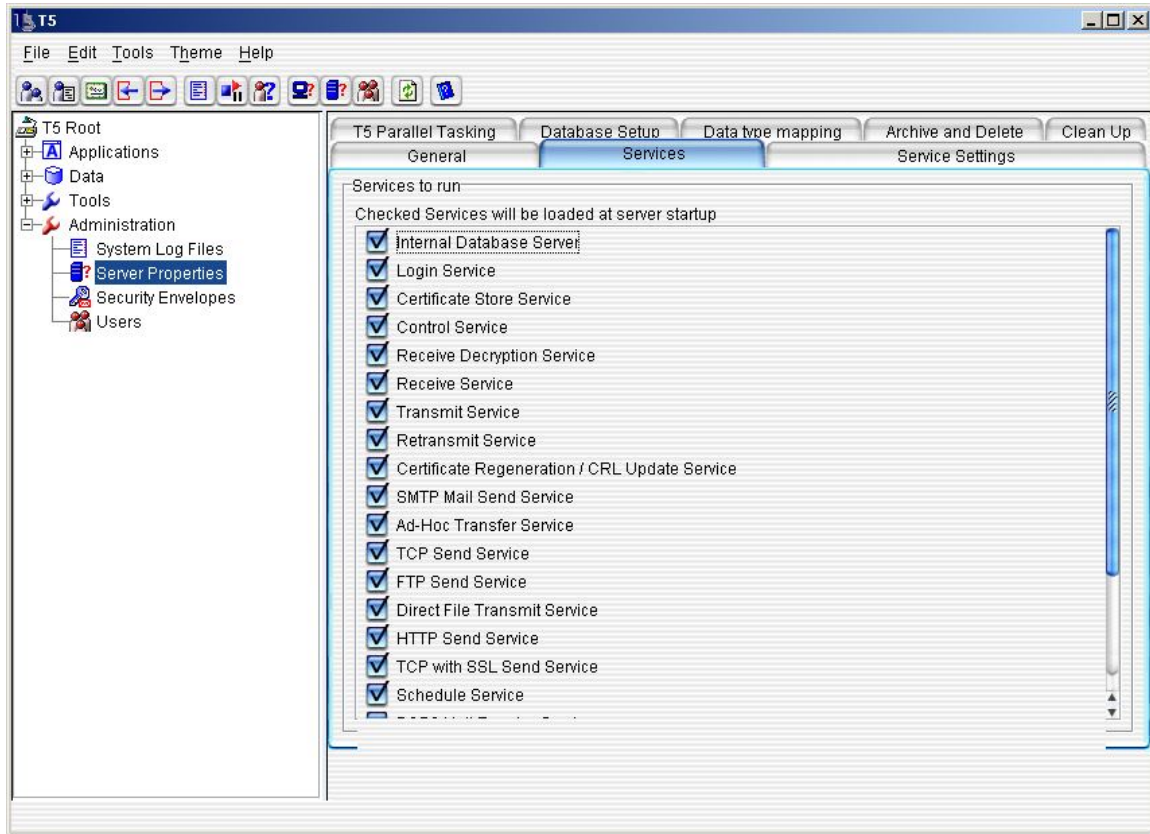 T5
File Edit Tools Theme Help
T5 Root
Applications
Data
Tools
Administration
System Log Files
Server Properties
Security Envelopes
Users
T5 Parallel Tasking Database Setup Data type mapping Archive and Delete Clean Up
General Services Service Settings
Services to run
Checked Services will be loaded at server startup
Internal Database Server
Login Service
Certificate Store Service
Control Service
Receive Decryption Service
Receive Service
Transmit Service
Retransmit Service
Certificate Regeneration / CRL Update Service
SMTP Mail Send Service
Ad-Hoc Transfer Service
TCP Send Service
FTP Send Service
Direct File Transmit Service
HTTP Send Service
TCP with SSL Send Service
Schedule Service